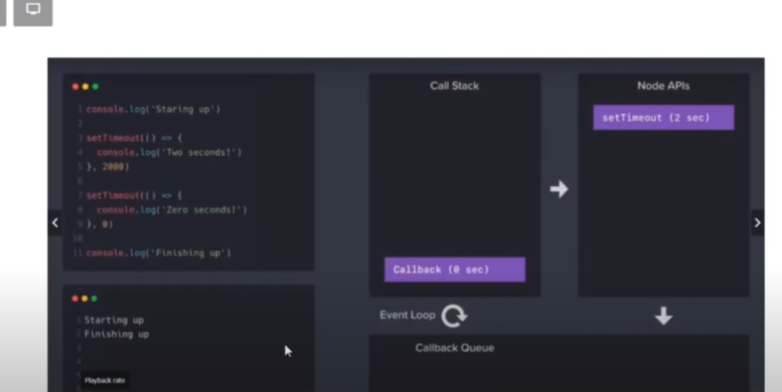 1 console.log('Staring up')
2
3 setTimeout(() => {
4 console.log('Two seconds!')
5 }, 2000)
6
7 setTimeout(() => {
8 console.log('Zero seconds!')
9 }, 0)
10
11 console.log('Finishing up')
1 Starting up
2 Finishing up
3
4
Playback rate
Call Stack
Callback (0 sec)
Node APIs
setTimeout (2 sec)
Event Loop
Callback Queue